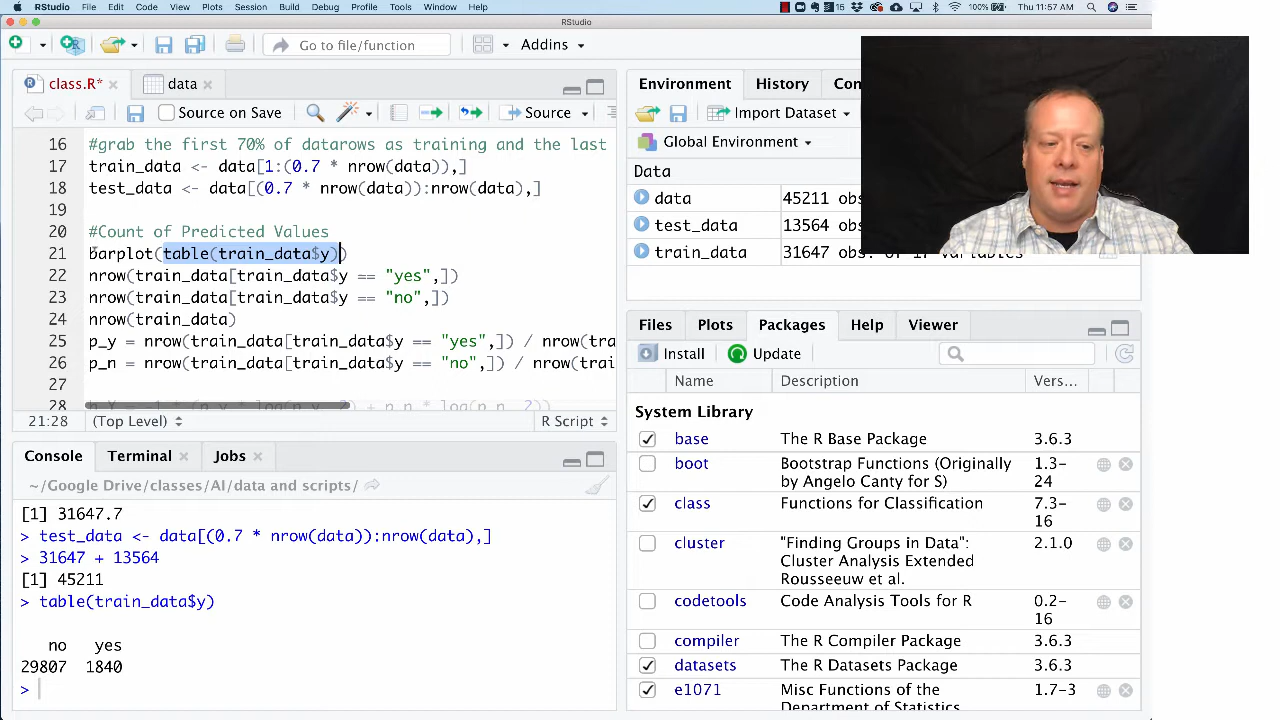 RStudio File Edit Code View Plots Session Build Debug Profile Tools Window Help
15 100% Thu 11:57 AM
RStudio
Go to file/function Addins
class.R* data
Source on Save Source
16 #grab the first 70% of datarows as training and the last
17 train_data <- data[1:(0.7 * nrow(data)),]
18 test_data <- data[(0.7 * nrow(data)):nrow(data),]
19
20 #Count of Predicted Values
21 barplot(table(train_data$y))
22 nrow(train_data[train_data$y == "yes",])
23 nrow(train_data[train_data$y == "no",])
24 nrow(train_data)
25 p_y = nrow(train_data[train_data$y == "yes",]) / nrow(tra
26 p_n = nrow(train_data[train_data$y == "no",]) / nrow(trai
27
28
21:28 (Top Level) R Script
Console Terminal Jobs
~/Google Drive/classes/AI/data and scripts/
[1] 31647.7
> test_data <- data[(0.7 * nrow(data)):nrow(data),]
> 31647 + 13564
[1] 45211
> table(train_data$y)
no yes
29807 1840
>
Environment History Co
Import Dataset
Global Environment
Data
data 45211 obs
test_data 13564 obs
train_data 31647 obs. of 17 variables
Files Plots Packages Help Viewer
Install Update
Name Description Vers...
System Library
base The R Base Package 3.6.3
boot Bootstrap Functions (Originally by Angelo Canty for S) 1.3-24
class Functions for Classification 7.3-16
cluster "Finding Groups in Data": Cluster Analysis Extended Rousseeuw et al. 2.1.0
codetools Code Analysis Tools for R 0.2-16
compiler The R Compiler Package 3.6.3
datasets The R Datasets Package 3.6.3
e1071 Misc Functions of the Department of Statistics 1.7-3